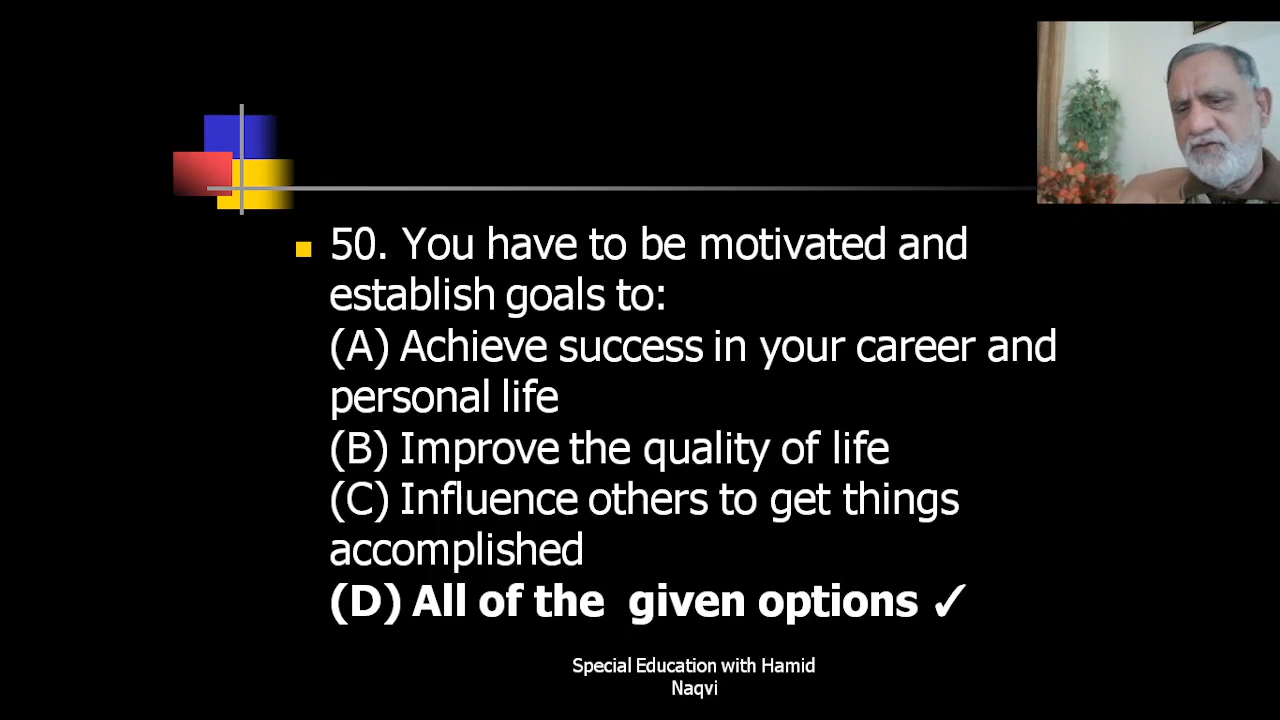 50. You have to be motivated and
establish goals to:
(A) Achieve success in your career and
personal life
(B) Improve the quality of life
(C) Influence others to get things
accomplished
(D) All of the  given options ✓
Special Education with Hamid
Naqvi